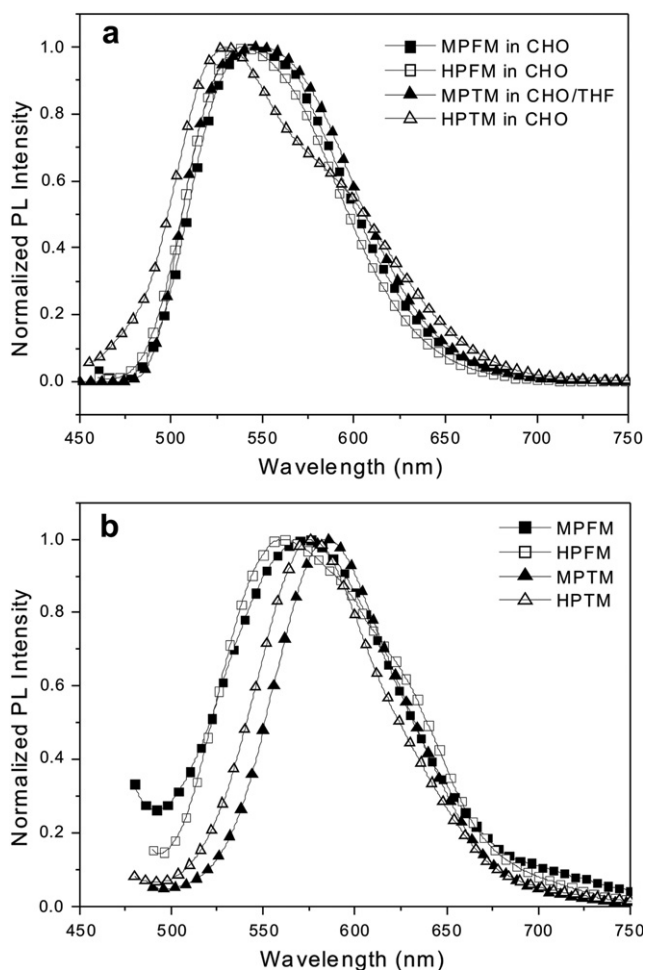 a
MPFM in CHO
HPFM in CHO
MPTM in CHO/THF
HPTM in CHO
Normalized PL Intensity
1.0
0.8
0.6
0.4
0.2
0.0
450 500 550 600 650 700 750
Wavelength (nm)
b
MPFM
HPFM
MPTM
HPTM
Normalized PL Intensity
1.0
0.8
0.6
0.4
0.2
0.0
450 500 550 600 650 700 750
Wavelength (nm)